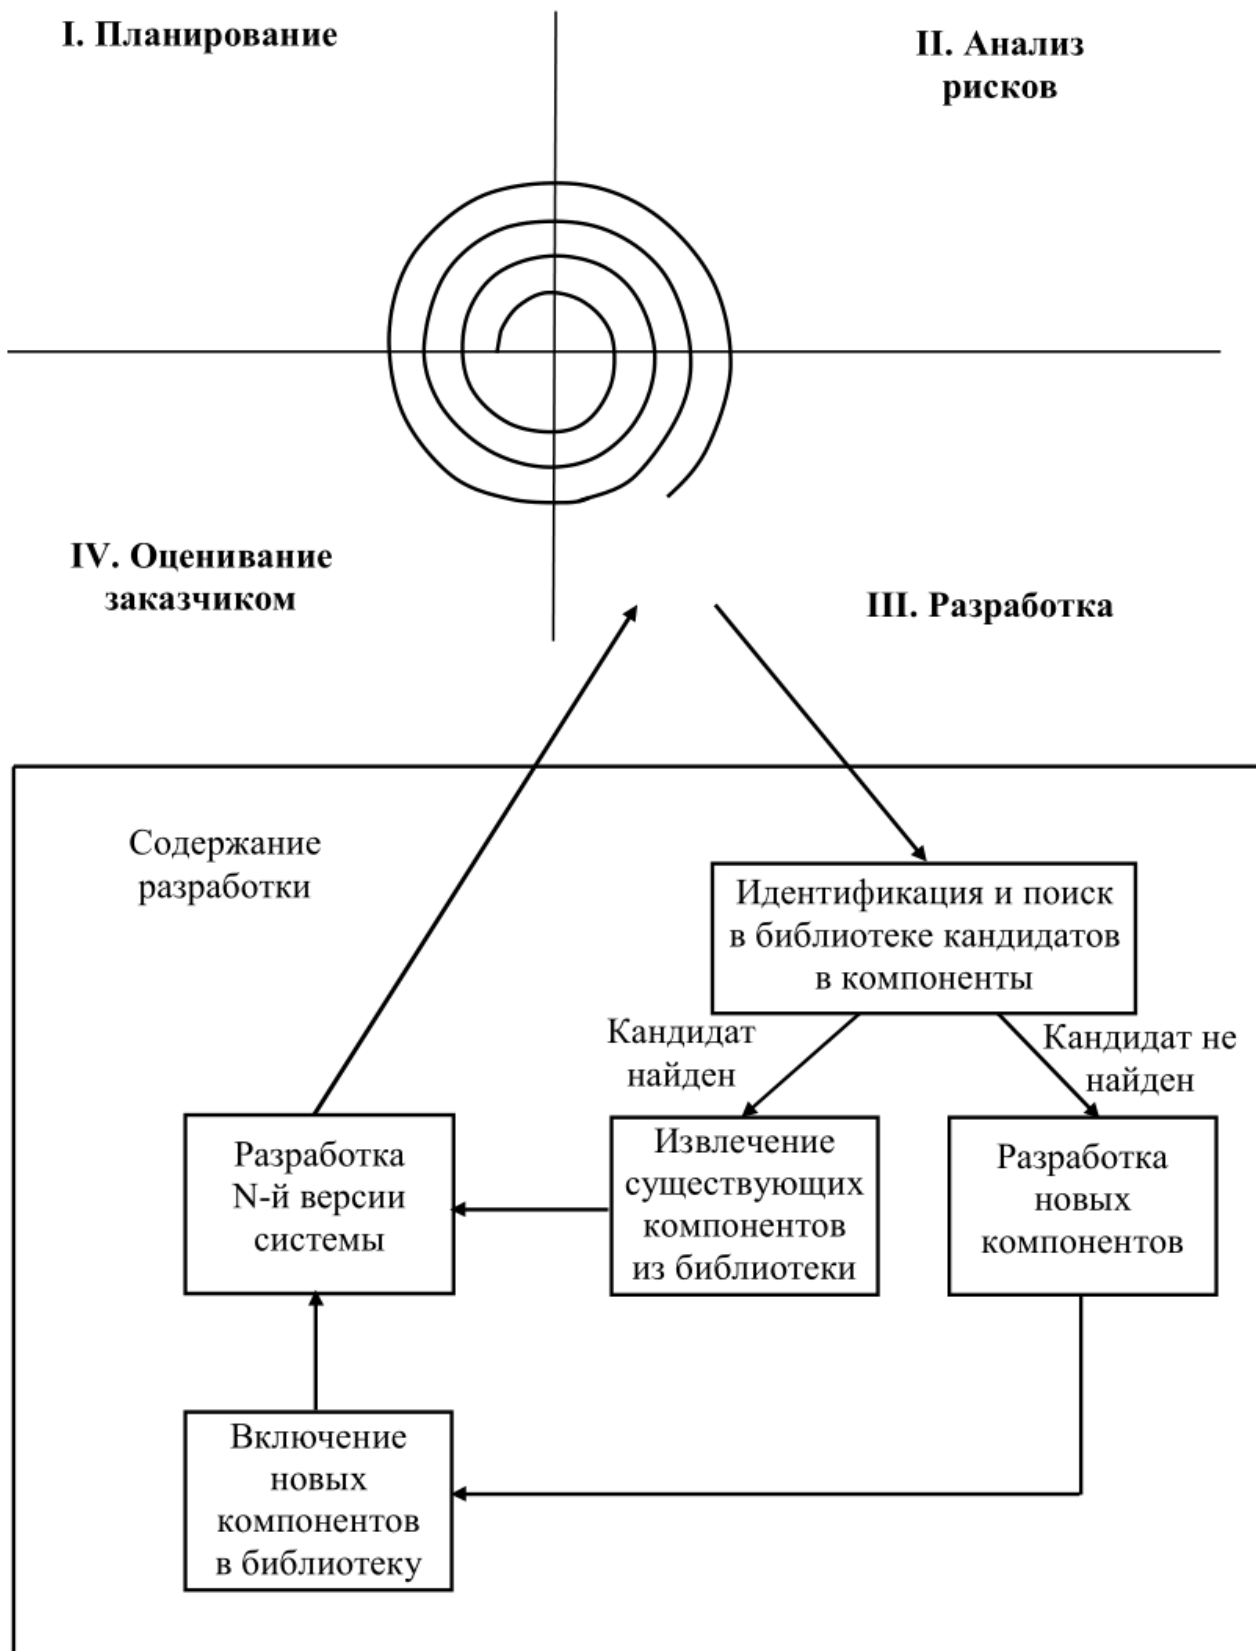 I. Планирование
II. Анализ
рисков
IV. Оценивание
заказчиком
III. Разработка
Содержание
разработки
Идентификация и поиск
в библиотеке кандидатов
в компоненты
Кандидат
найден
Кандидат не
найден
Разработка
N-й версии
системы
Извлечение
существующих
компонентов
из библиотеки
Разработка
новых
компонентов
Включение
новых
компонентов
в библиотеку